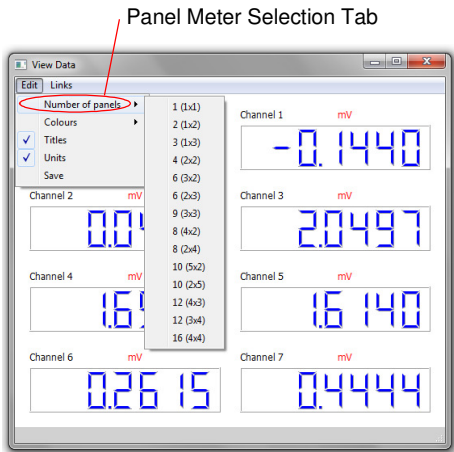 Panel Meter Selection Tab
View Data
Edit Links
Number of panels
Colours
Titles
Units
Save
1 (1x1)
2 (1x2)
3 (1x3)
4 (2x2)
6 (3x2)
6 (2x3)
9 (3x3)
8 (4x2)
8 (2x4)
10 (5x2)
10 (2x5)
12 (4x3)
12 (3x4)
16 (4x4)
Channel 1 mV
-0.1440
Channel 2 mV
Channel 3 mV
2.0497
Channel 4 mV
Channel 5 mV
1.6140
Channel 6 mV
0.2615
Channel 7 mV
0.4444